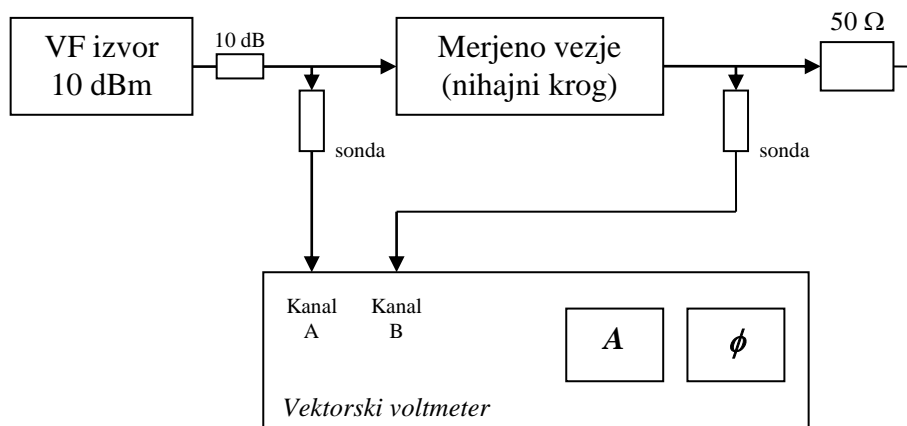 VF izvor
10 dBm
10 dB
Merjeno vezje
(nihajni krog)
50 Ω
sonda
sonda
Kanal
A
Kanal
B
A
ϕ
Vektorski voltmeter